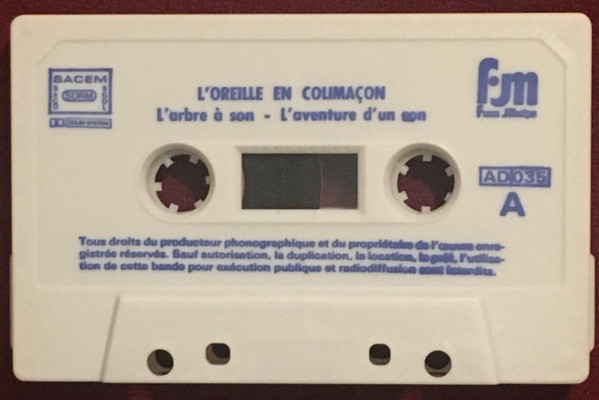 SACEM
SACD SDRM SGDL
DOLBY SYSTEM
L'OREILLE EN COLIMAÇON
L'arbre à son - L'aventure d'un son
fm
Fuzeau Musique
AD035
A
Tous droits du producteur phonographique et du propriétaire de l'œuvre enre-
gistrée réservés. Sauf autorisation, la duplication, la location, le prêt, l'utilisa-
tion de cette bande pour exécution publique et radiodiffusion sont interdits.